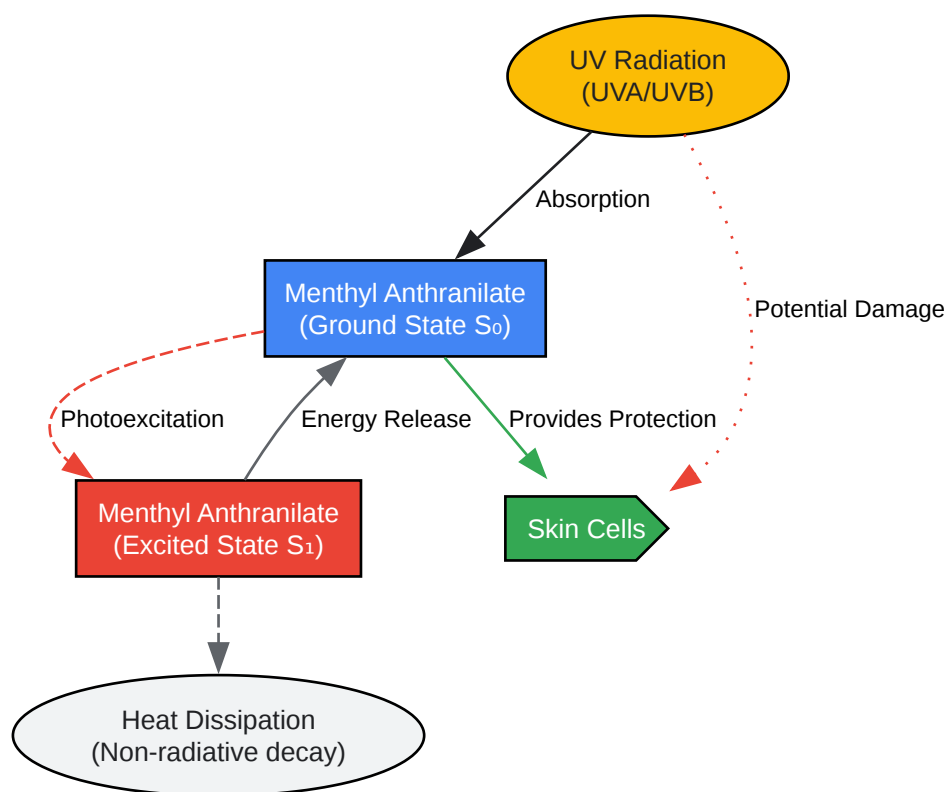 UV Radiation
(UVA/UVB)
Absorption
Menthyl Anthranilate
(Ground State S₀)
Potential Damage
Photoexcitation
Energy Release
Provides Protection
Menthyl Anthranilate
(Excited State S₁)
Skin Cells
Heat Dissipation
(Non-radiative decay)